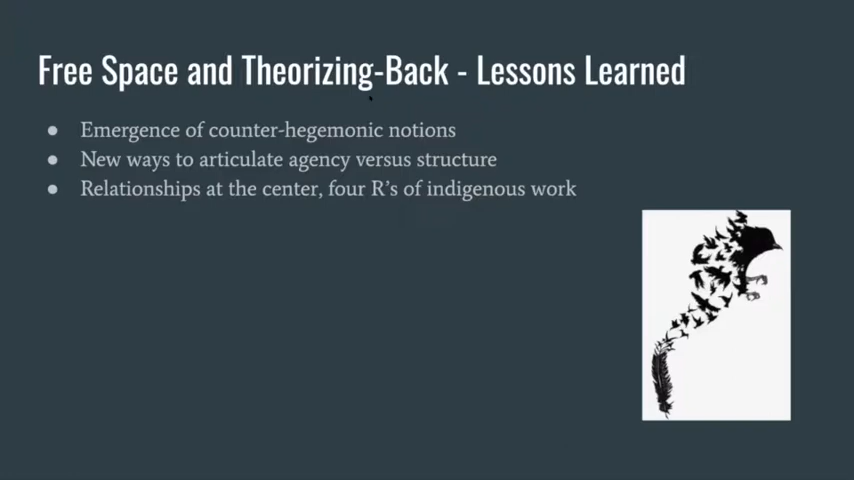 Free Space and Theorizing-Back - Lessons Learned
● Emergence of counter-hegemonic notions
● New ways to articulate agency versus structure
● Relationships at the center, four R’s of indigenous work